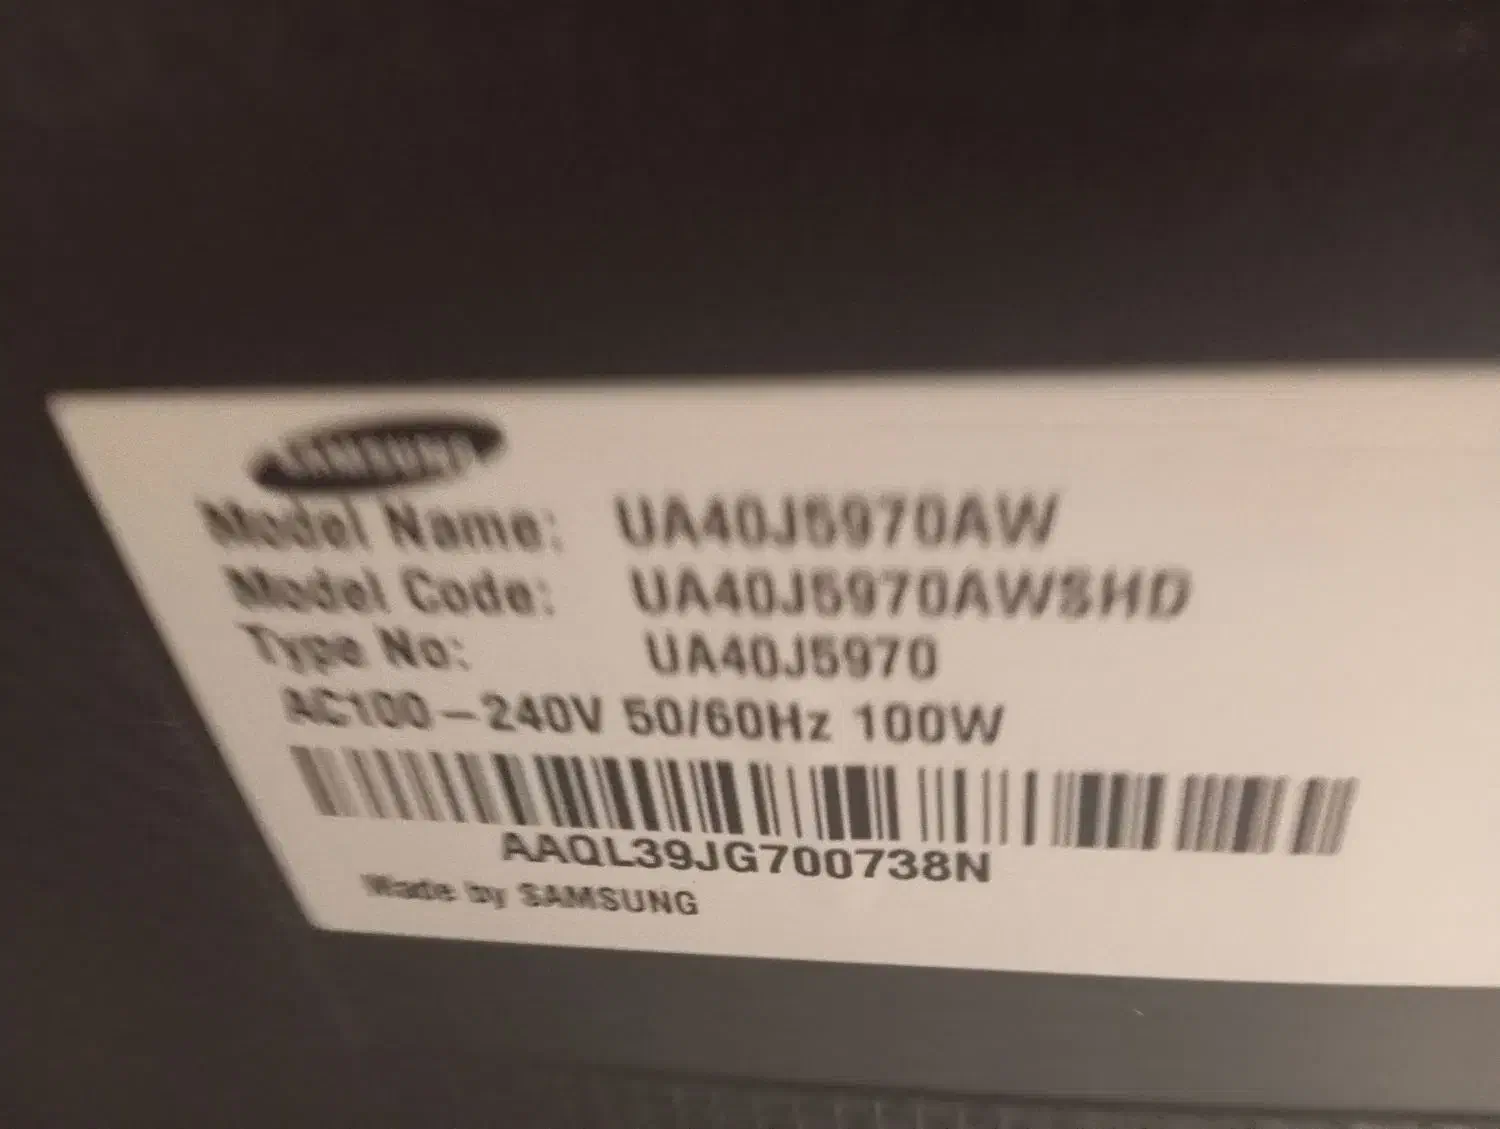 SAMSUNG
Model Name: UA40J5970AW
Model Code: UA40J5970AWSHD
Type No: UA40J5970
AC100-240V 50/60Hz 100W
AAQL39JG700738N
Made by SAMSUNG